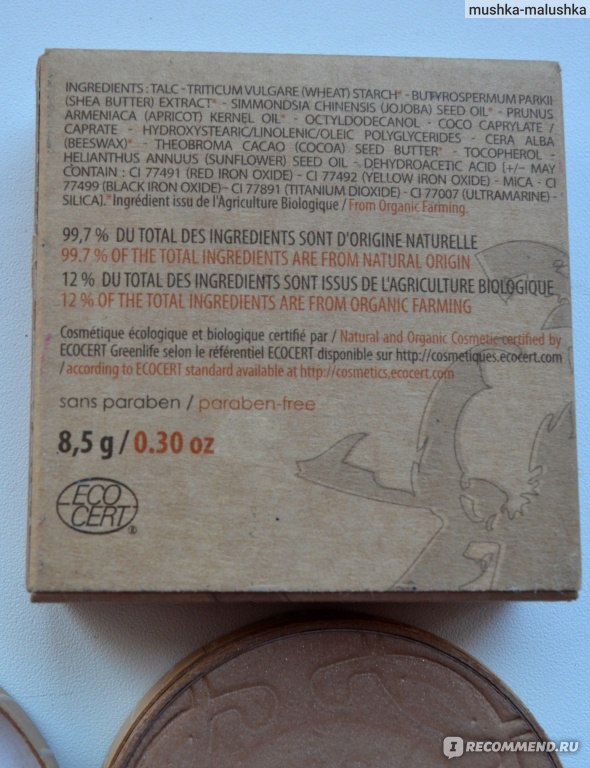 mushka-malushka
INGREDIENTS : TALC - TRITICUM VULGARE (WHEAT) STARCH* - BUTYROSPERMUM PARKII
(SHEA BUTTER) EXTRACT* - SIMMONDSIA CHINENSIS (JOJOBA) SEED OIL* - PRUNUS
ARMENIACA (APRICOT) KERNEL OIL* - OCTYLDODECANOL - COCO CAPRYLATE /
CAPRATE - HYDROXYSTEARIC/LINOLENIC/OLEIC POLYGLYCERIDES - CERA ALBA
(BEESWAX)* - THEOBROMA CACAO (COCOA) SEED BUTTER* - TOCOPHEROL -
HELIANTHUS ANNUUS (SUNFLOWER) SEED OIL - DEHYDROACETIC ACID [+/- MAY
CONTAIN : CI 77491 (RED IRON OXIDE) - CI 77492 (YELLOW IRON OXIDE) - MICA - CI
77499 (BLACK IRON OXIDE) - CI 77891 (TITANIUM DIOXIDE) - CI 77007 (ULTRAMARINE) -
SILICA].*Ingrédient issu de l'Agriculture Biologique / From Organic Farming.
99,7 % DU TOTAL DES INGREDIENTS SONT D'ORIGINE NATURELLE
99.7 % OF THE TOTAL INGREDIENTS ARE FROM NATURAL ORIGIN
12 % DU TOTAL DES INGREDIENTS SONT ISSUS DE L'AGRICULTURE BIOLOGIQUE
12 % OF THE TOTAL INGREDIENTS ARE FROM ORGANIC FARMING
Cosmétique écologique et biologique certifié par / Natural and Organic Cosmetic certified by
ECOCERT Greenlife selon le référentiel ECOCERT disponible sur http://cosmetiques.ecocert.com
/ according to ECOCERT standard available at http://cosmetics.ecocert.com
sans paraben / paraben-free
8,5 g / 0.30 oz
ECO
CERT
®
I RECOMMEND.RU